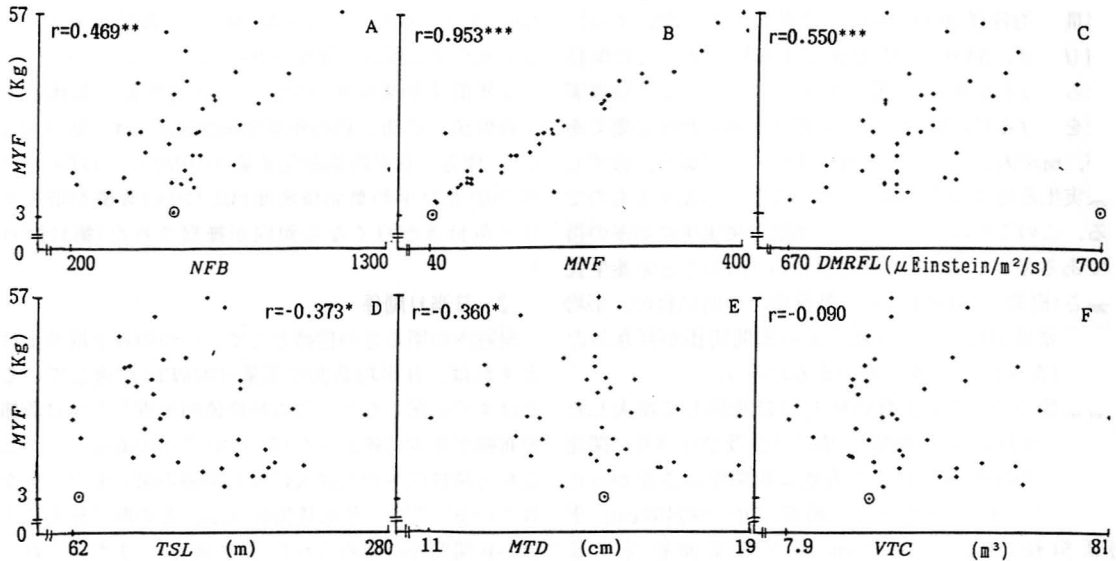 57
r=0.469**
A
MYF (Kg)
3
0
200
NFB
1300
r=0.953***
B
40
MNF
400
r=0.550***
C
670
DMRFL(μEinstein/m²/s)
700
57
r=-0.373*
D
MYF (Kg)
3
0
62
TSL (m)
280
r=-0.360*
E
11
MTD (cm)
19
r=-0.090
F
7.9
VTC (m³)
81